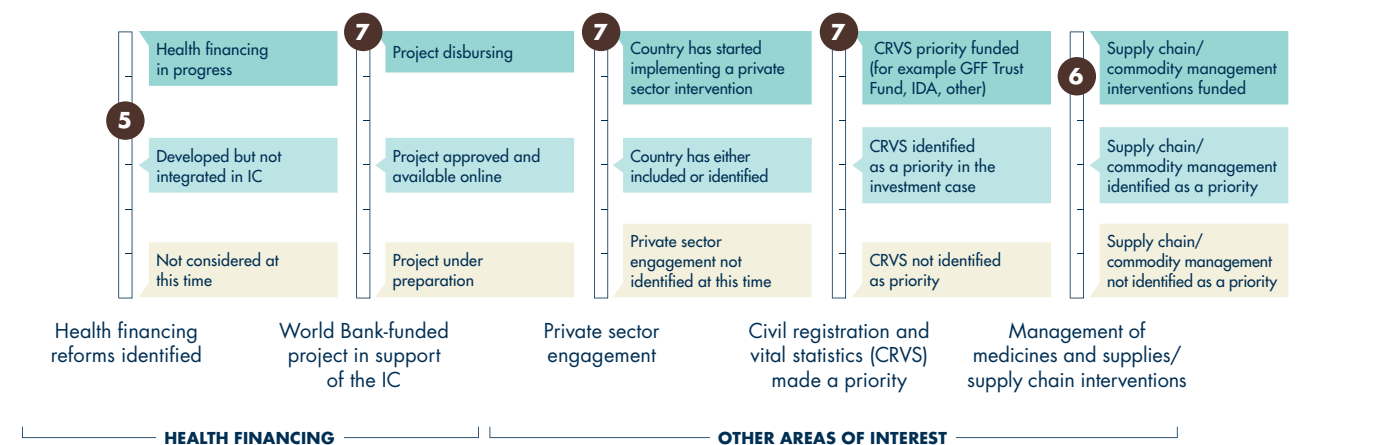 7
7
7
Health financing
in progress
5
Developed but not
integrated in IC
Not considered at
this time
Health financing
reforms identified
Project disbursing
Project approved and
available online
Project under
preparation
World Bank-funded
project in support
of the IC
Country has started
implementing a private
sector intervention
Country has either
included or identified
Private sector
engagement not
identified at this time
Private sector
engagement
CRVS priority funded
(for example GFF Trust
Fund, IDA, other)
CRVS identified
as a priority in the
investment case
CRVS not identified
as priority
Civil registration and
vital statistics (CRVS)
made a priority
6
Supply chain/
commodity management
interventions funded
Supply chain/
commodity management
identified as a priority
Supply chain/
commodity management
not identified as a priority
Management of
medicines and supplies/
supply chain interventions
HEALTH FINANCING
OTHER AREAS OF INTEREST